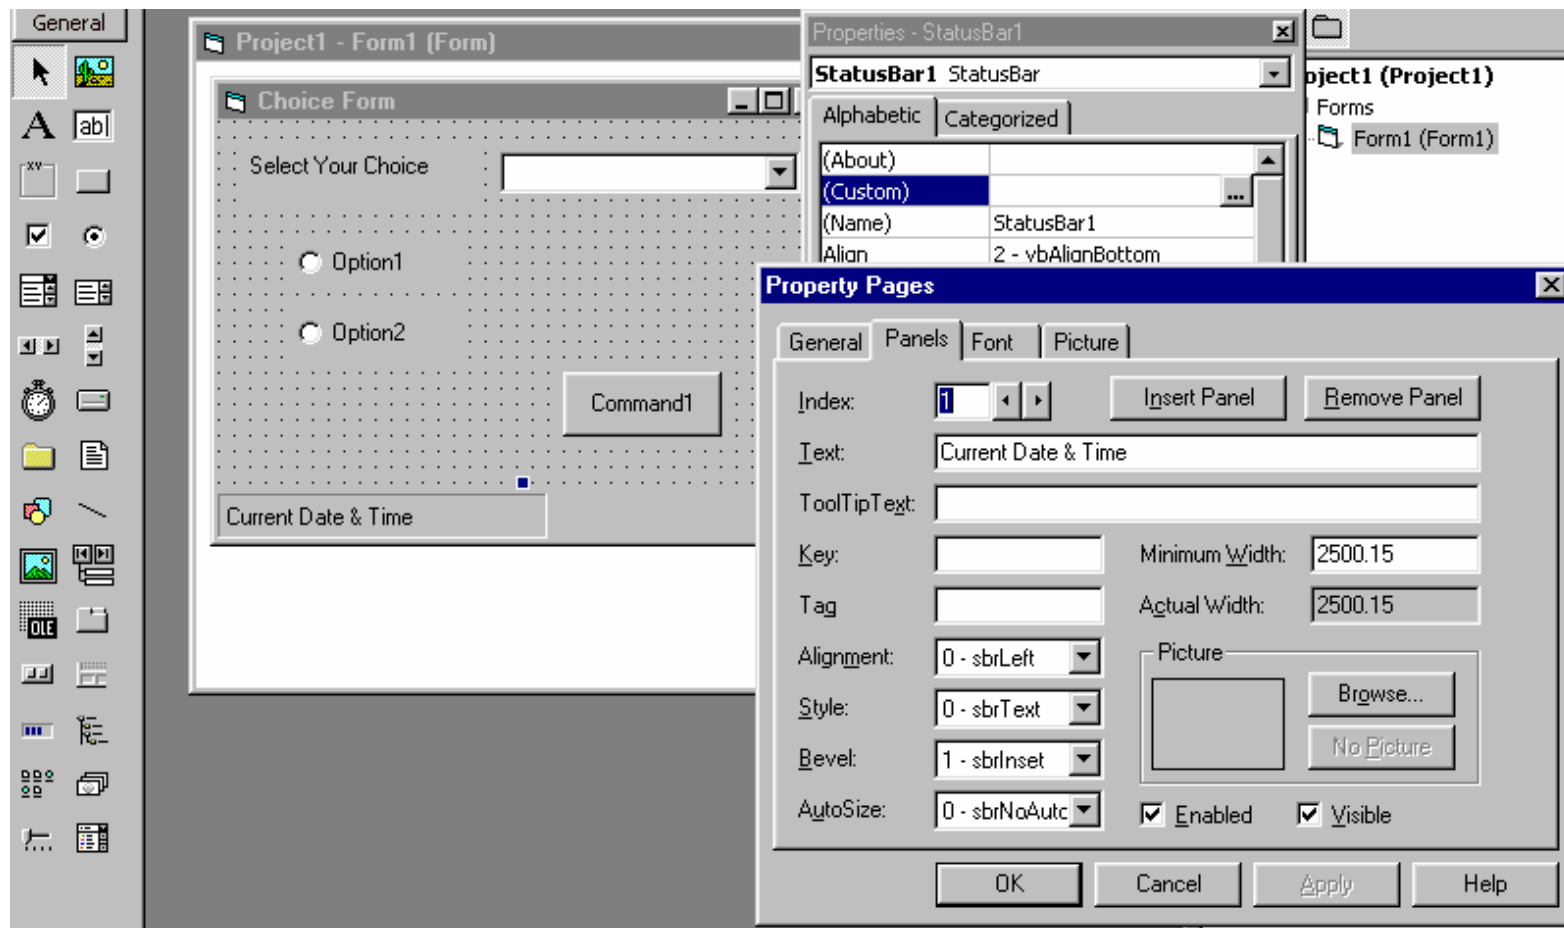 General
A
ab
XY
OLE
Project1 - Form1 (Form)
Choice Form
Select Your Choice
Option1
Option2
Command1
Current Date & Time
Properties - StatusBar1
StatusBar1 StatusBar
Alphabetic Categorized
(About)
(Custom) ...
(Name) StatusBar1
Align 2 - vbAlignBottom
oject1 (Project1)
Forms
Form1 (Form1)
Property Pages
General Panels Font Picture
Index: 1 Insert Panel Remove Panel
Text: Current Date & Time
ToolTipText:
Key: Minimum Width: 2500.15
Tag Actual Width: 2500.15
Alignment: 0 - sbrLeft Picture
Browse...
Style: 0 - sbrText
No Picture
Bevel: 1 - sbrInset
AutoSize: 0 - sbrNoAutc Enabled Visible
OK Cancel Apply Help